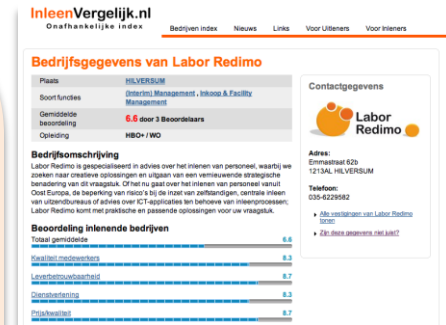 InleenVergelijk.nl
Onafhankelijke index
Bedrijven index Nieuws Links Voor Uitleners Voor Inleners
Bedrijfsgegevens van Labor Redimo
Plaats HILVERSUM
Soort functies (Interim) Management , Inkoop & Facility
Management
Gemiddelde
beoordeling 6.6 door 3 Beoordelaars
Opleiding HBO+ / WO
Bedrijfsomschrijving
Labor Redimo is gespecialiseerd in advies over het inlenen van personeel, waarbij we
zoeken naar creatieve oplossingen en uitgaan van een vernieuwende strategische
benadering van dit vraagstuk. Of het nu gaat over het inlenen van personeel vanuit
Oost Europa, de beperking van risico's bij de inzet van zelfstandigen, centrale inleen
van uitzendbureaus of advies over ICT-applicaties ten behoeve van inleenprocessen;
Labor Redimo komt met praktische en passende oplossingen voor uw vraagstuk.
Beoordeling inlenende bedrijven
Totaal gemiddelde 6.6
Kwaliteit medewerkers 8.3
Leverbetrouwbaarheid 8.7
Dienstverlening 8.3
Prijs/kwaliteit 8.7
Contactgegevens
Labor
Redimo
Adres:
Emmastraat 62b
1213AL HILVERSUM
Telefoon:
035-6229582
Alle vestigingen van Labor Redimo
tonen
Zijn deze gegevens niet juist?